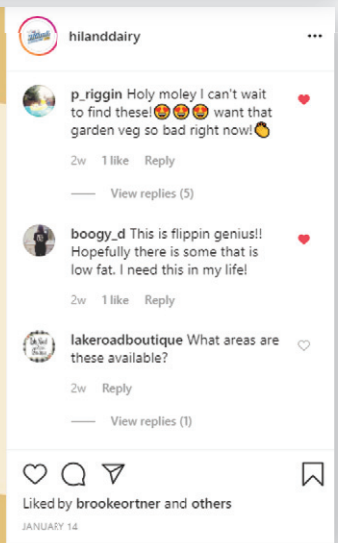 hilanddairy
p_riggin Holy moley I can't wait
to find these!🤩🤩🤩 want that
garden veg so bad right now!👏
2w 1 like Reply
View replies (5)
boogy_d This is flippin genius!!
Hopefully there is some that is
low fat. I need this in my life!
2w 1 like Reply
lakeroadboutique What areas are
these available?
2w Reply
View replies (1)
Liked by brookeortner and others
JANUARY 14